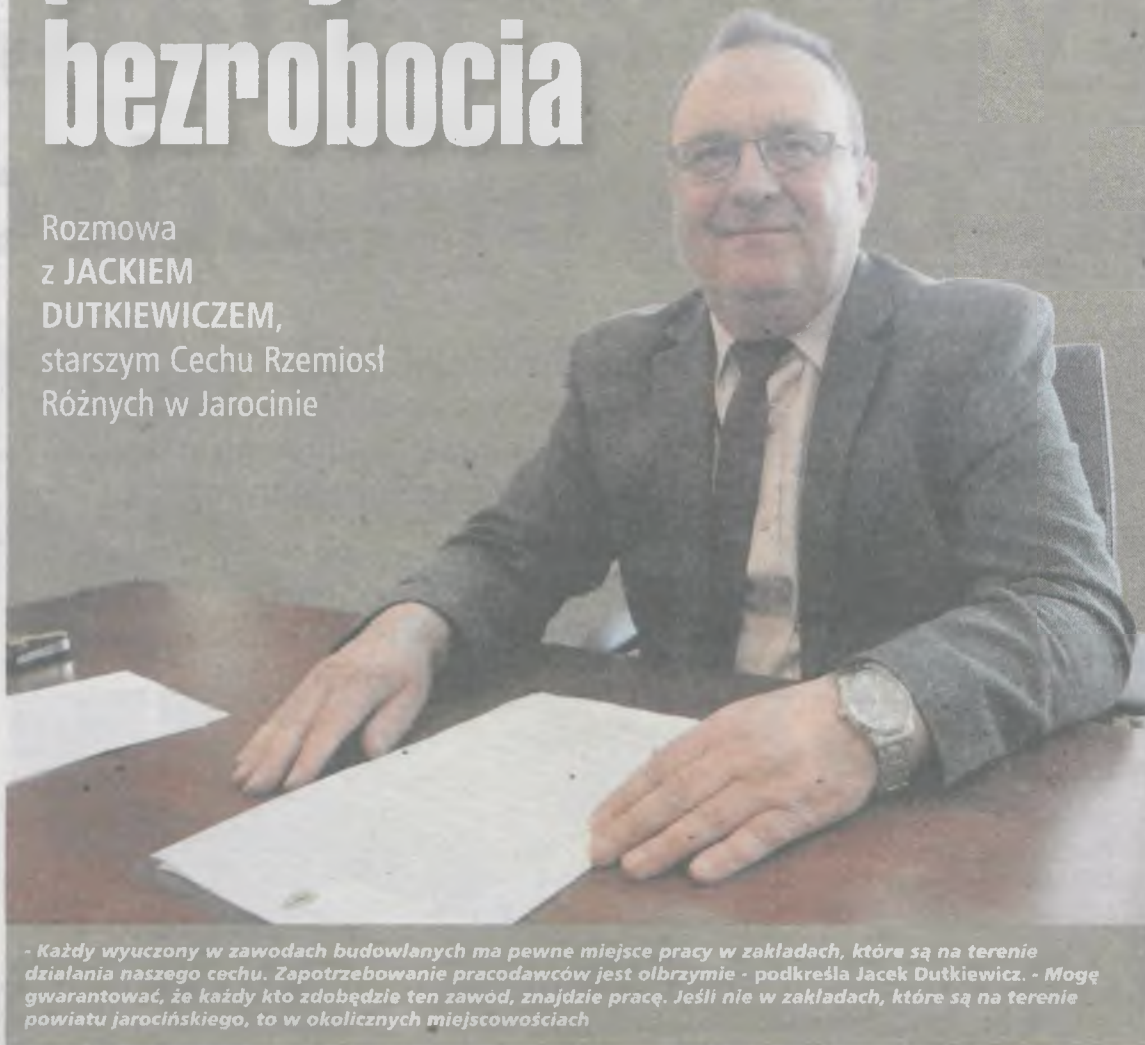 bezrobocia
Rozmowa
z JACKIEM
DUTKIEWICZEM,
starszym Cechu Rzemiosł
Różnych w Jarocinie
- Każdy wyuczony w zawodach budowlanych ma pewne miejsce pracy w zakładach, które są na terenie
działania naszego cechu. Zapotrzebowanie pracodawców jest olbrzymie - podkreśla Jacek Dutkiewicz. - Mogę
gwarantować, że każdy kto zdobędzie ten zawód, znajdzie pracę. Jeśli nie w zakładach, które są na terenie
powiatu jarocińskiego, to w okolicznych miejscowościach